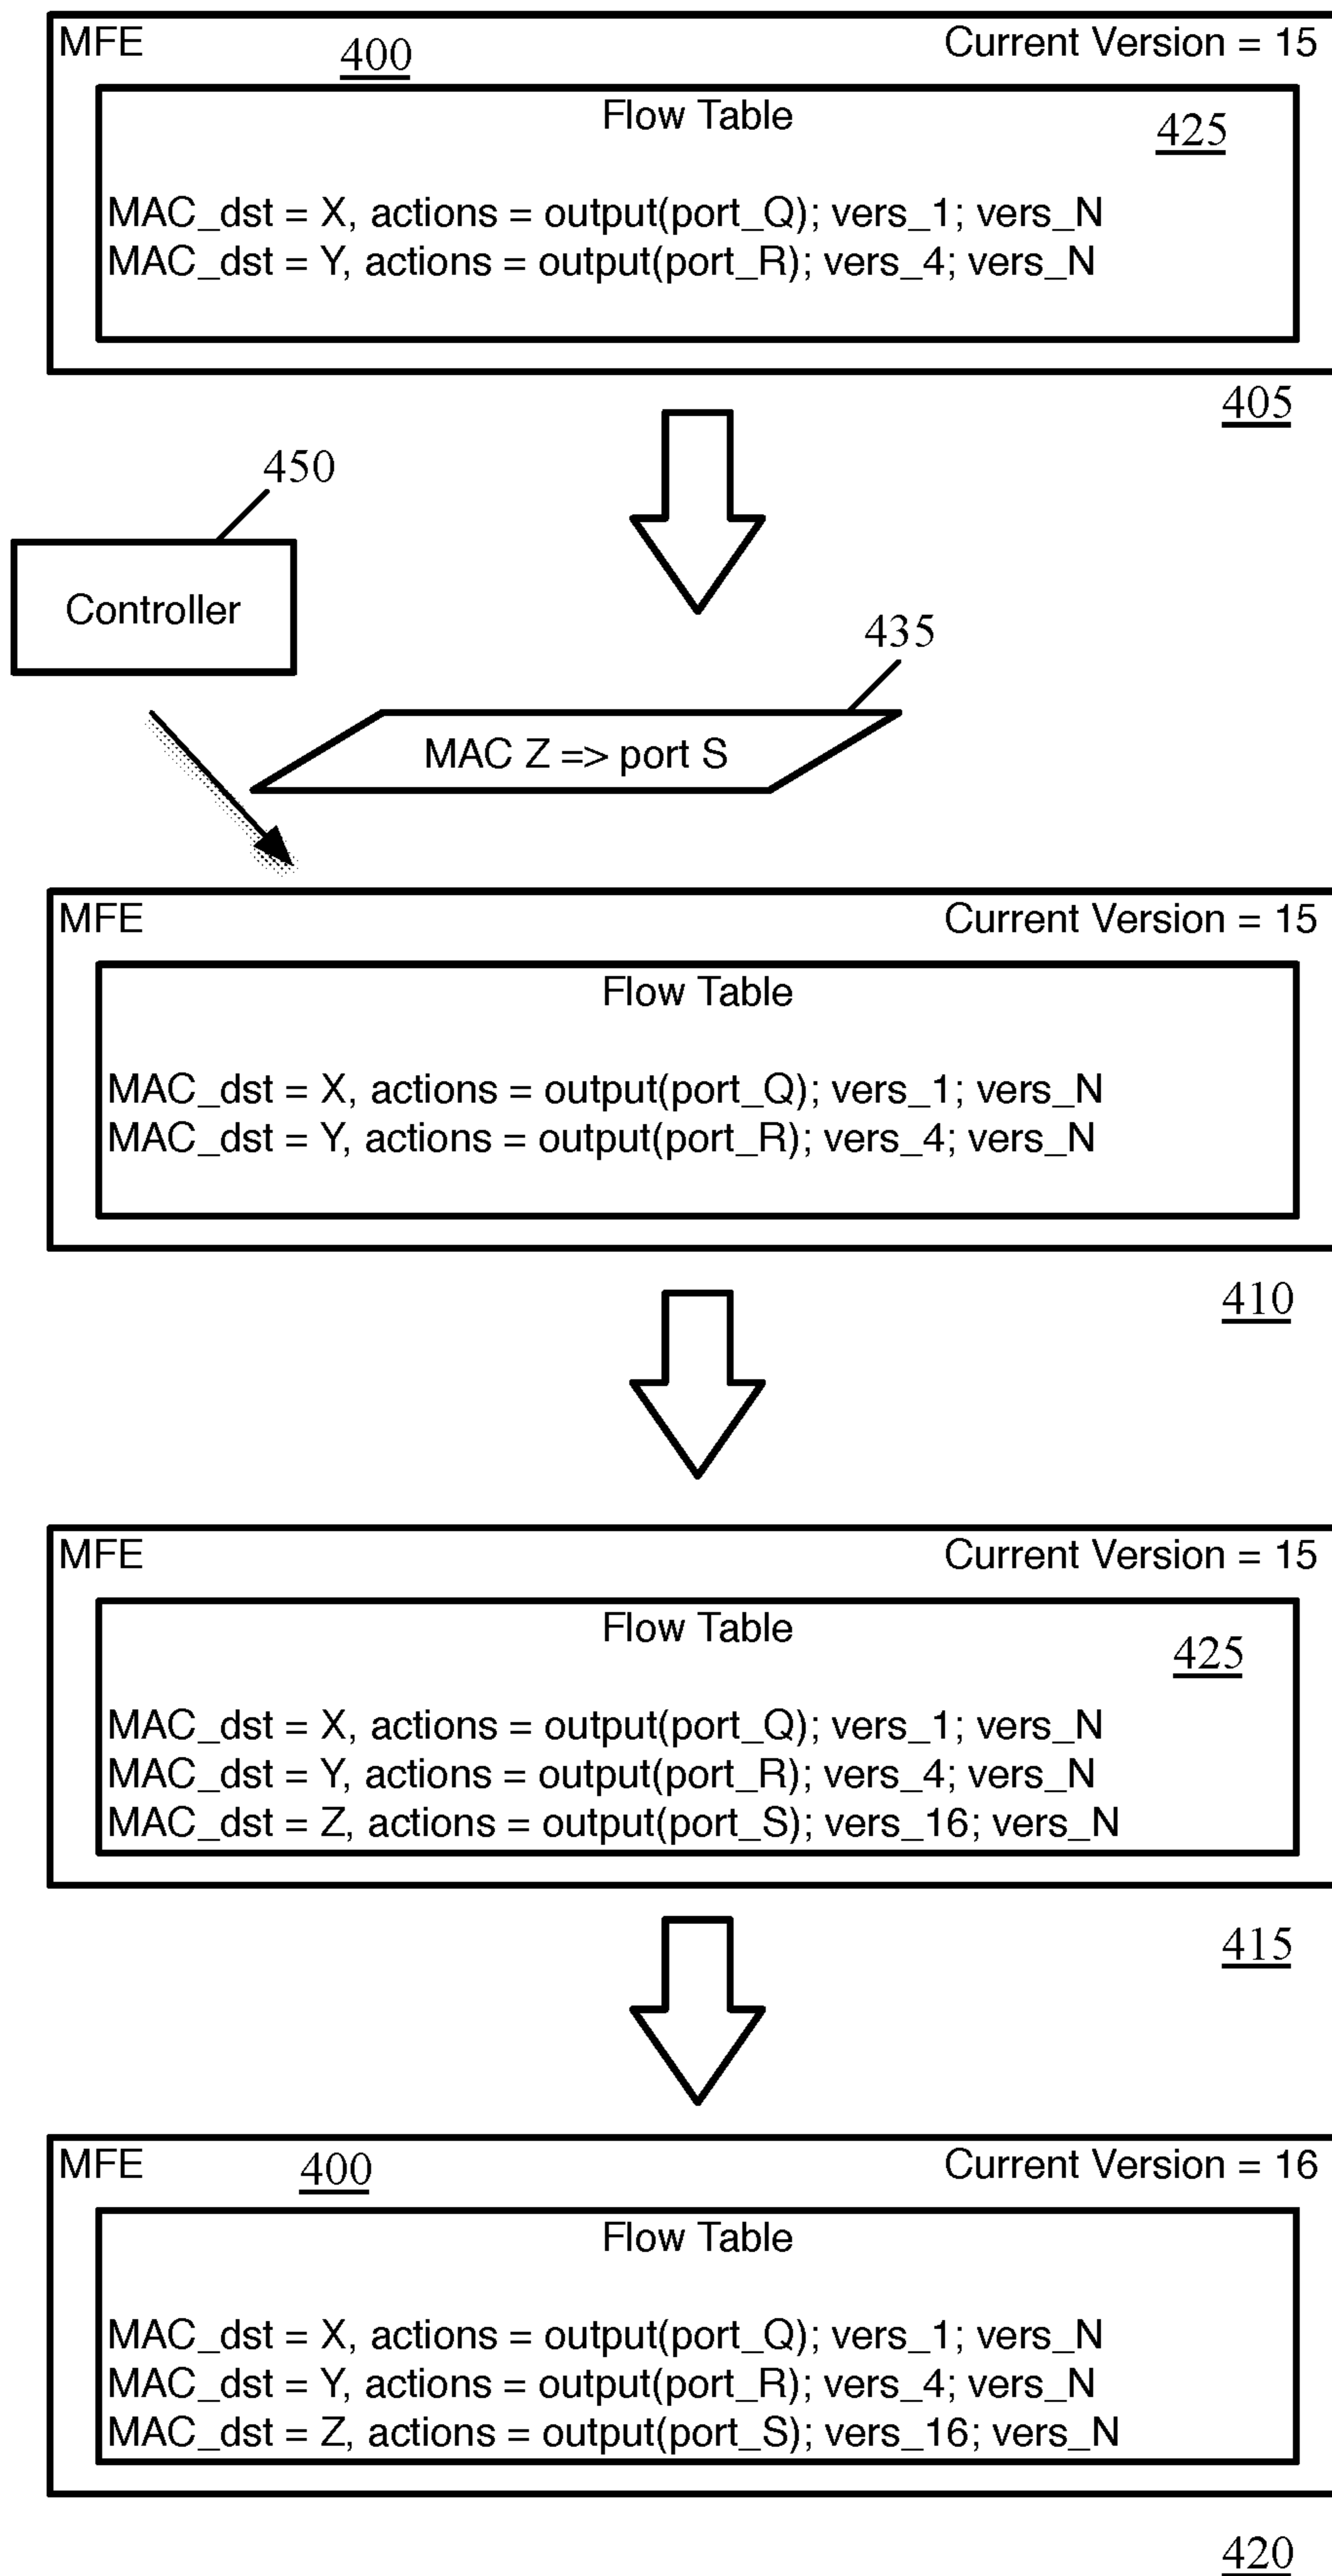 MFE 400 Current Version = 15
Flow Table
425
MAC_dst = X, actions = output(port_Q); vers_1; vers_N
MAC_dst = Y, actions = output(port_R); vers_4; vers_N
405
450
Controller
435
MAC Z => port S
MFE Current Version = 15
Flow Table
MAC_dst = X, actions = output(port_Q); vers_1; vers_N
MAC_dst = Y, actions = output(port_R); vers_4; vers_N
410
MFE Current Version = 15
Flow Table
425
MAC_dst = X, actions = output(port_Q); vers_1; vers_N
MAC_dst = Y, actions = output(port_R); vers_4; vers_N
MAC_dst = Z, actions = output(port_S); vers_16; vers_N
415
MFE 400 Current Version = 16
Flow Table
MAC_dst = X, actions = output(port_Q); vers_1; vers_N
MAC_dst = Y, actions = output(port_R); vers_4; vers_N
MAC_dst = Z, actions = output(port_S); vers_16; vers_N
420